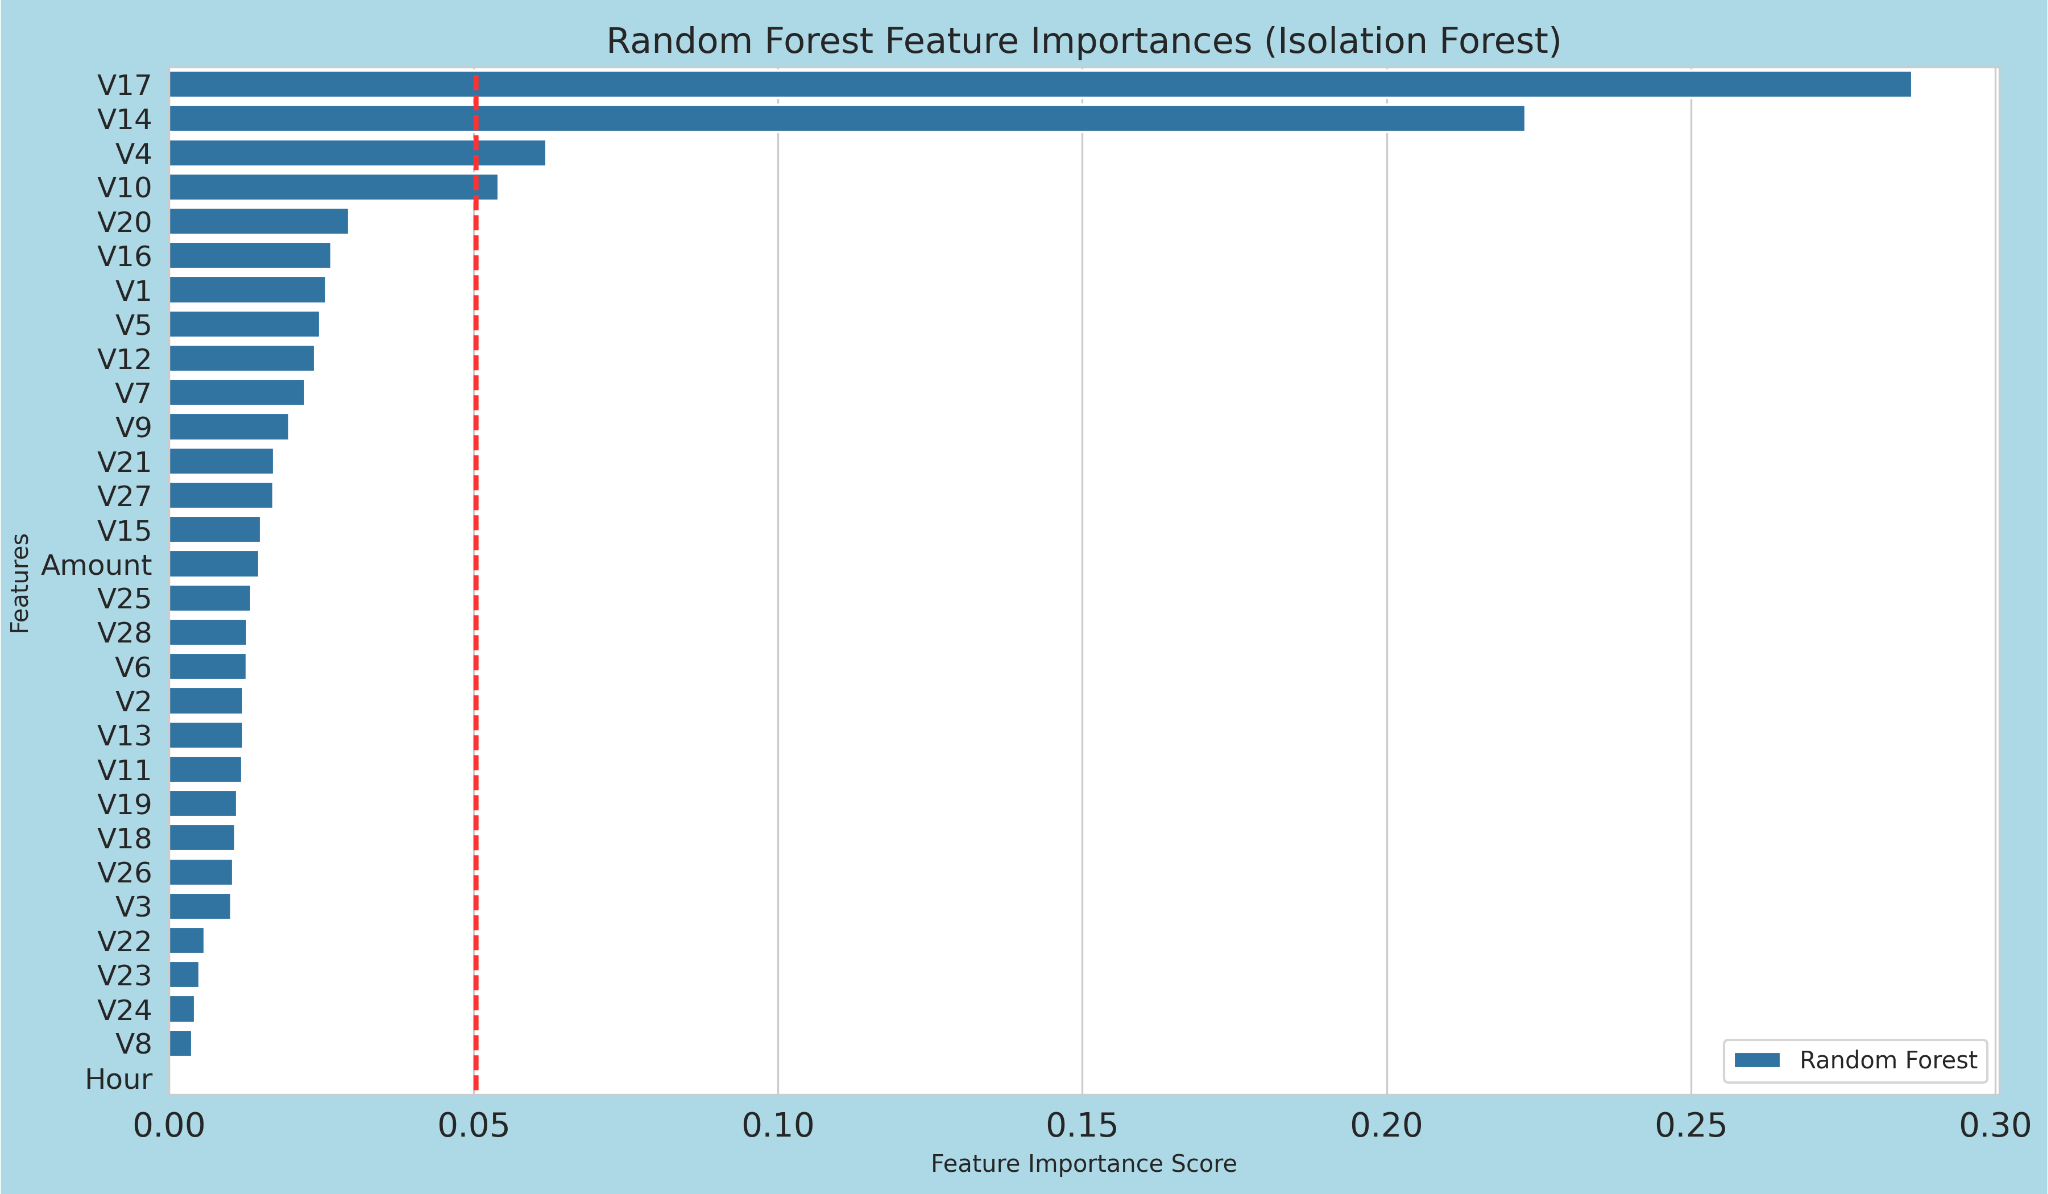 Random Forest Feature Importances (Isolation Forest)
V17
V14
V4
V10
V20
V16
V1
V5
V12
V7
V9
V21
V27
V15
Amount
V25
V28
V6
V2
V13
V11
V19
V18
V26
V3
V22
V23
V24
V8
Hour
Features
Random Forest
0.00 0.05 0.10 0.15 0.20 0.25 0.30
Feature Importance Score